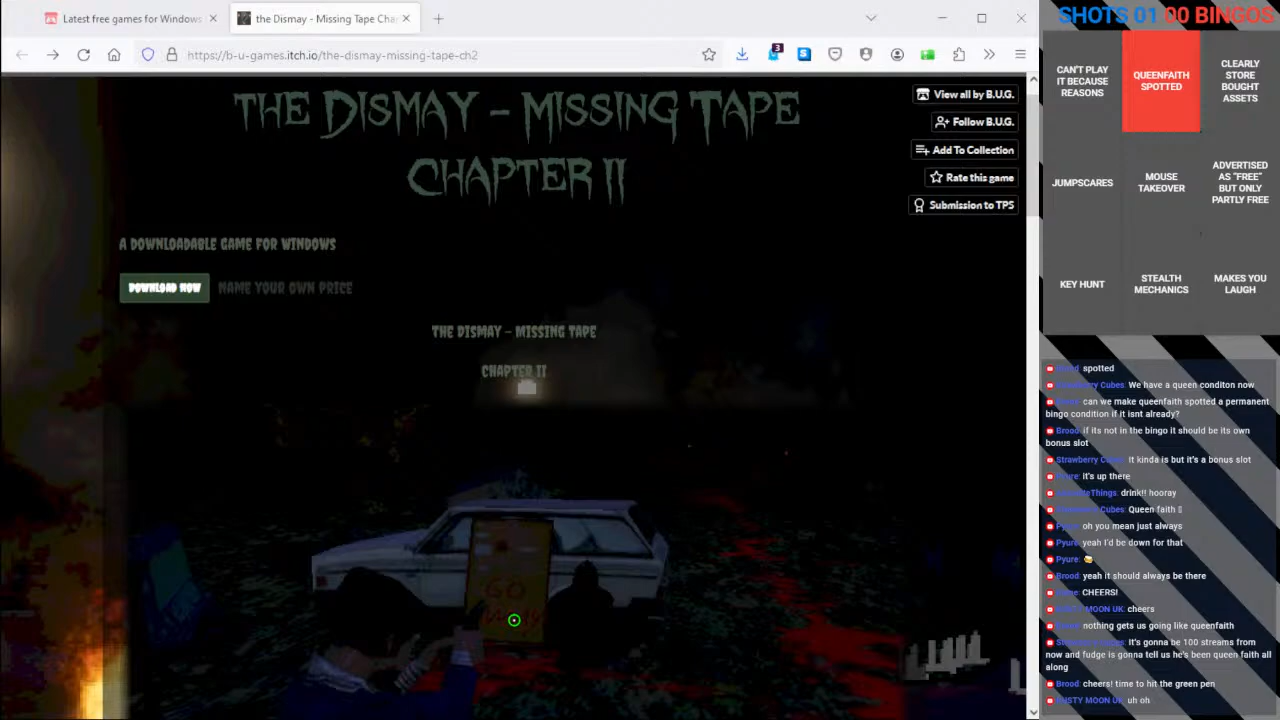 Latest free games for Windows
the Dismay - Missing Tape Cha
SHOTS 01 00 BINGOS
https://b-u-games.itch.io/the-dismay-missing-tape-ch2
3
THE DISMAY – MISSING TAPE
CHAPTER II
View all by B.U.G.
Follow B.U.G.
Add To Collection
Rate this game
Submission to TPS
A DOWNLOADABLE GAME FOR WINDOWS
DOWNLOAD NOW
NAME YOUR OWN PRICE
THE DISMAY – MISSING TAPE
CHAPTER II
GO
CAN'T PLAY
IT BECAUSE
REASONS
QUEENFAITH
SPOTTED
CLEARLY
STORE
BOUGHT
ASSETS
JUMPSCARES
MOUSE
TAKEOVER
ADVERTISED
AS "FREE"
BUT ONLY
PARTLY FREE
KEY HUNT
STEALTH
MECHANICS
MAKES YOU
LAUGH
spotted
We have a queen conditon now
can we make queenfaith spotted a permanent
bingo condition if it isnt already?
Brood: if its not in the bingo it should be its own
bonus slot
It kinda is but it's a bonus slot
it's up there
drink!! hooray
Queen faith
oh you mean just always
Pyure: yeah I'd be down for that
Pyure:
Brood: yeah it should always be there
CHEERS!
MOON UK: cheers
nothing gets us going like queenfaith
It's gonna be 100 streams from
now and fudge is gonna tell us he's been queen faith all
along
Brood: cheers! time to hit the green pen
MOON UK: uh oh